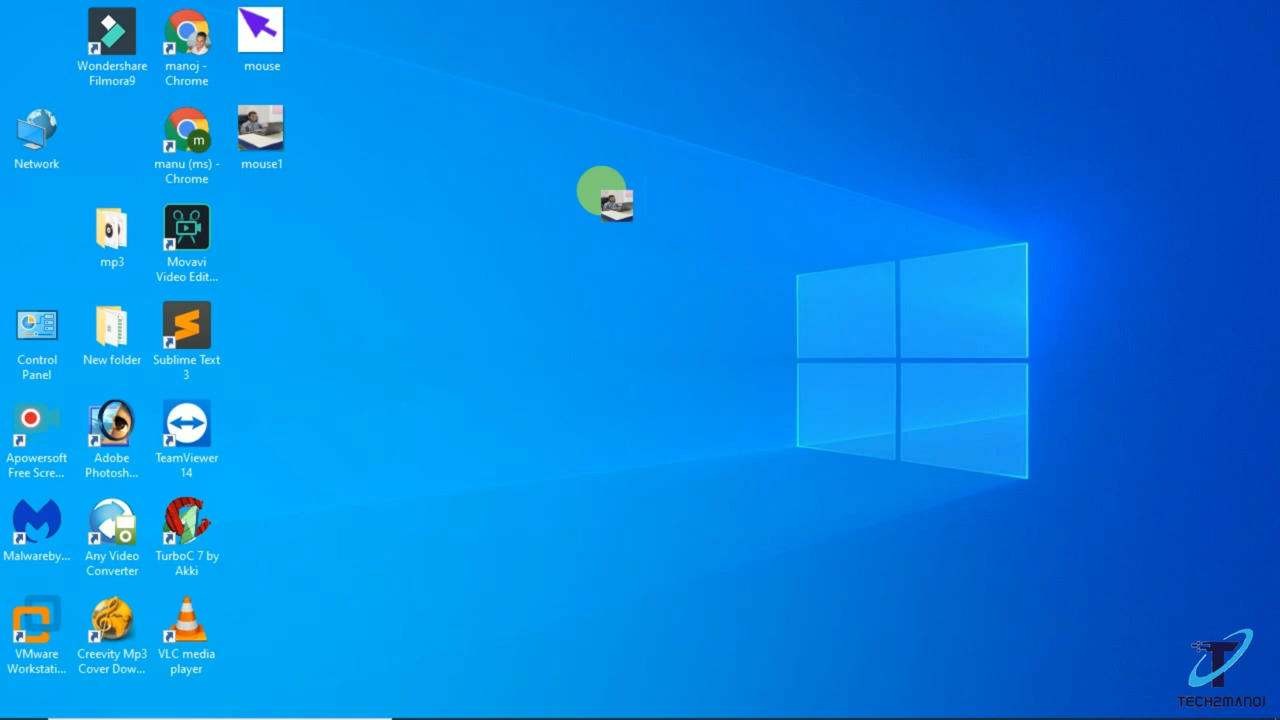 Wondershare
Filmora9
manoj -
Chrome
mouse
Network
m
manu (ms) -
Chrome
mouse1
mp3
Movavi
Video Edit...
Control
Panel
New folder
Sublime Text
3
Apowersoft
Free Scre...
Adobe
Photosh...
TeamViewer
14
Malwareby...
Any Video
Converter
TurboC 7 by
Akki
VMware
Workstati...
Creevity Mp3
Cover Dow...
VLC media
player
TECH2MANOJ